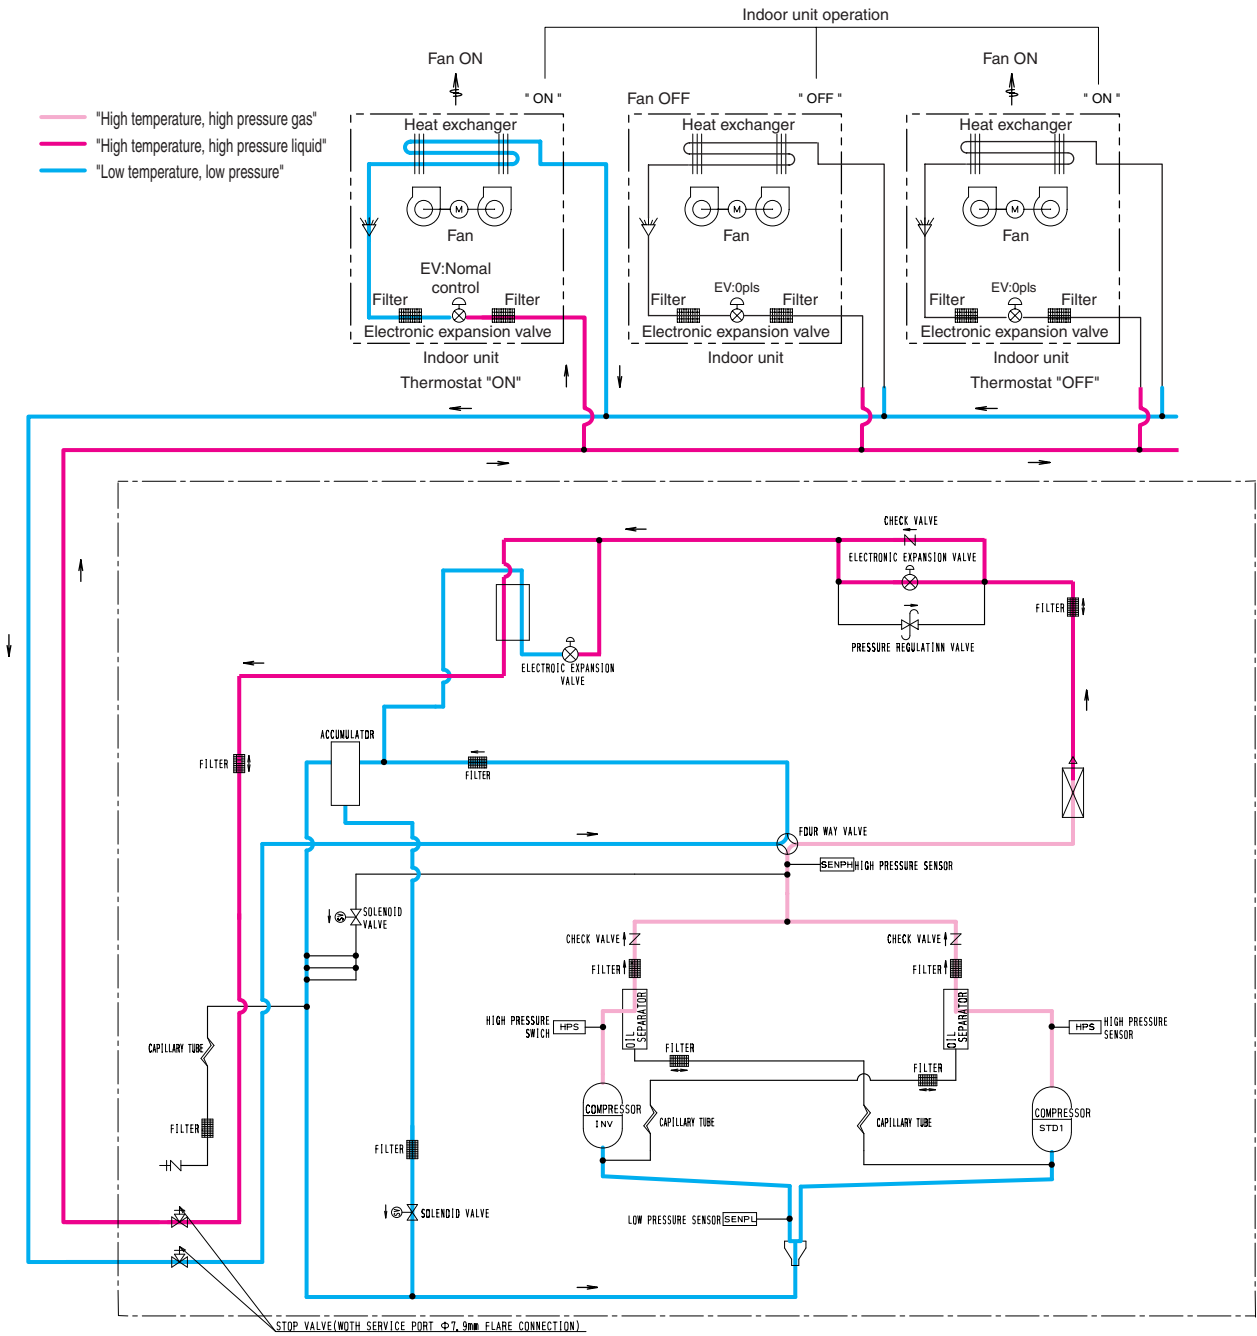 Indoor unit operation
Fan ON
Fan ON
" ON "
Fan OFF
" OFF "
" ON "
"High temperature, high pressure gas"
"High temperature, high pressure liquid"
"Low temperature, low pressure"
Heat exchanger
Heat exchanger
Heat exchanger
M
M
M
Fan
Fan
Fan
EV:Nomal
control
EV:0pls
EV:0pls
Filter
Filter
Filter
Filter
Filter
Filter
Electronic expansion valve
Electronic expansion valve
Electronic expansion valve
Indoor unit
Indoor unit
Indoor unit
Thermostat "ON"
Thermostat "OFF"
CHECK VALVE
ELECTRONIC EXPANSION VALVE
FILTER
PRESSURE REGULATINN VALVE
ELECTROIC EXPANSION
VALVE
ACCUMULATOR
FILTER
FILTER
FOUR WAY VALVE
SENPH
HIGH PRESSURE SENSOR
SV
SOLENOID
VALVE
CHECK VALVE
CHECK VALVE
FILTER
FILTER
OIL
SEPARATOR
OIL
SEPARATOR
HIGH PRESSURE
SWICH
HPS
HPS
HIGH PRESSURE
SENSOR
CAPILLARY TUBE
FILTER
FILTER
COMPRESSOR
INV
CAPILLARY TUBE
CAPILLARY TUBE
COMPRESSOR
STD1
FILTER
FILTER
SV
SOLENOID VALVE
LOW PRESSURE SENSOR
SENPL
STOP VALVE(WOTH SERVICE PORT Φ7.9mm FLARE CONNECTION)